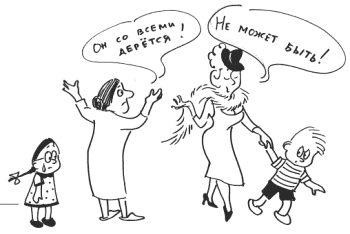 Он со всеми
дерётся!
Не может
быть!